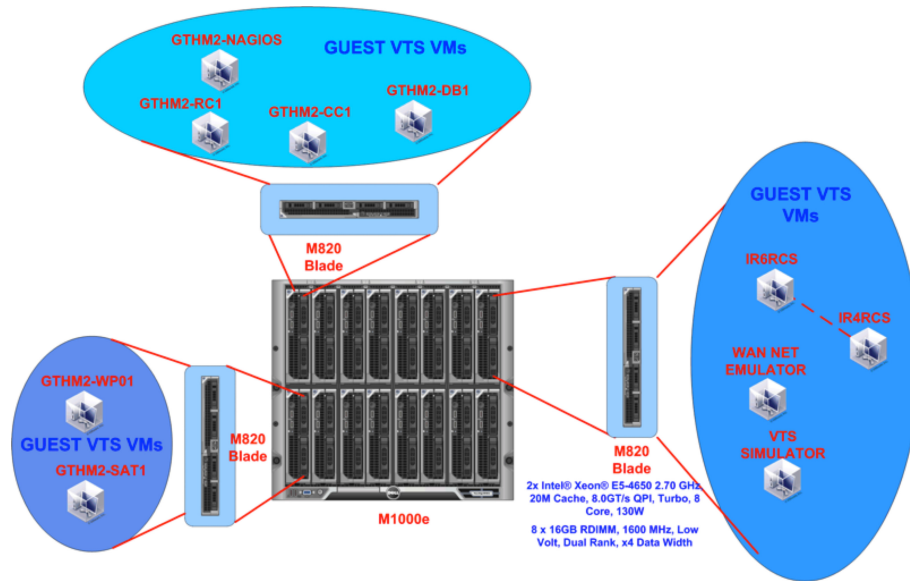 GTHM2-NAGIOS
GUEST VTS VMs
GTHM2-RC1
GTHM2-CC1
GTHM2-DB1
M820
Blade
GUEST VTS
VMs
IR6RCS
IR4RCS
WAN NET
EMULATOR
VTS
SIMULATOR
GTHM2-WP01
GUEST VTS VMs
GTHM2-SAT1
M820
Blade
M820
Blade
2x Intel® Xeon® E5-4650 2.70 GHz,
20M Cache, 8.0GT/s QPI, Turbo, 8
Core, 130W
8 x 16GB RDIMM, 1600 MHz, Low
Volt, Dual Rank, x4 Data Width
DELL
M1000e